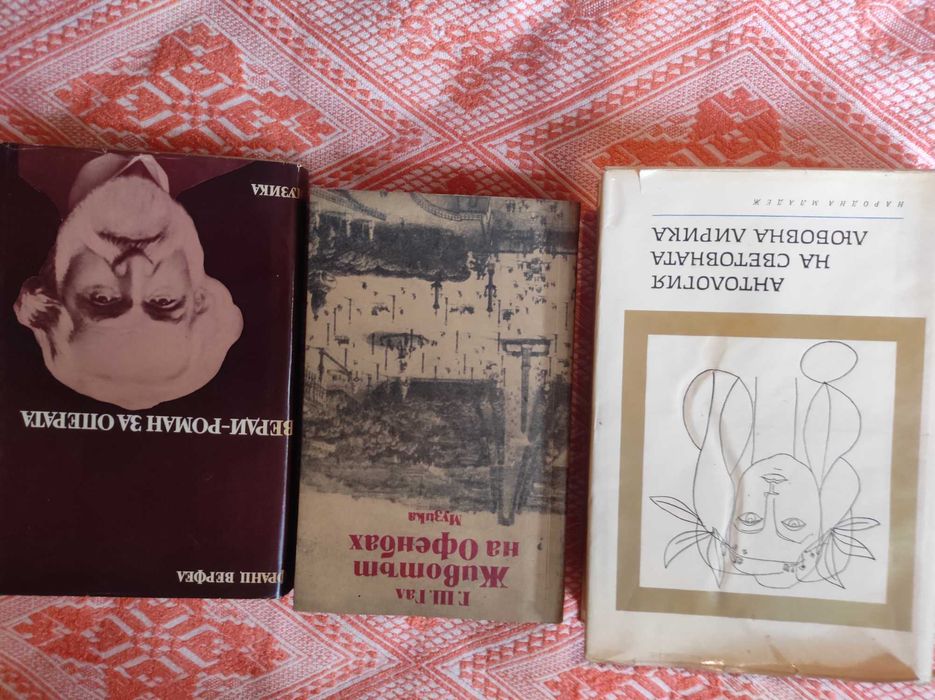 АНТОЛОГИЯ
НА СВЕТОВНАТА
ЛЮБОВНА ЛИРИКА
НАРОДНА МЛАДЕЖ
Г. Ш. Гал
Животът
на Офенбах
Музика
ФРАНЦ ВЕРФЕЛ
ВЕРДИ-РОМАН ЗА ОПЕРАТА
МУЗИКА